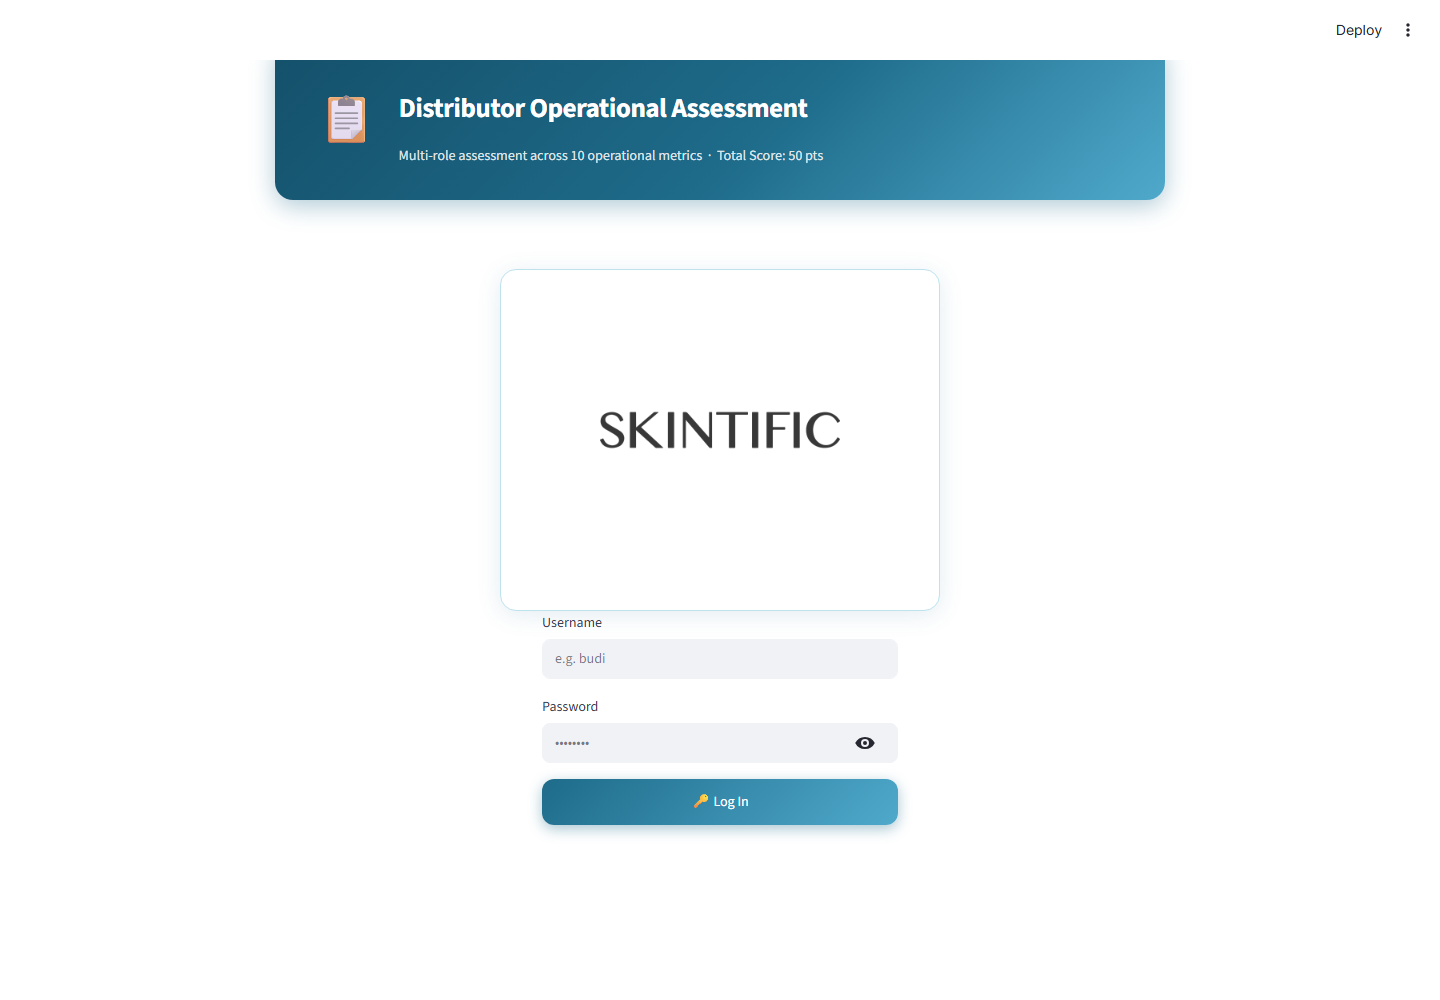 Deploy
Distributor Operational Assessment
Multi-role assessment across 10 operational metrics · Total Score: 50 pts
SKINTIFIC
Username
e.g. budi
Password
••••••••
🔑 Log In